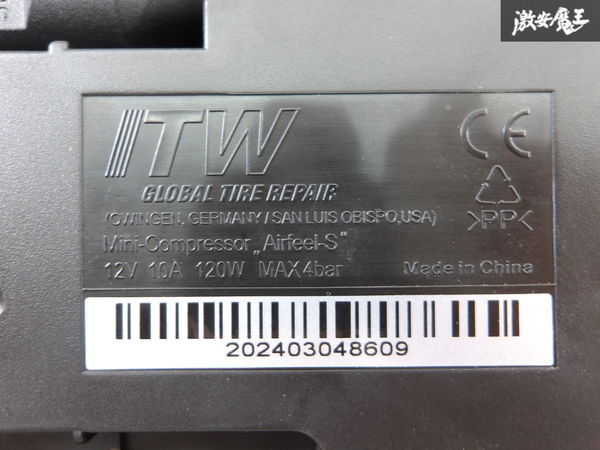 激安魔王
ITW
GLOBAL TIRE REPAIR
(OWINGEN, GERMANY / SAN LUIS OBISPO, USA)
Mini-Compressor „Airfeel-S"
12V 10A 120W MAX 4bar
CE
>PP<
Made in China
202403048609